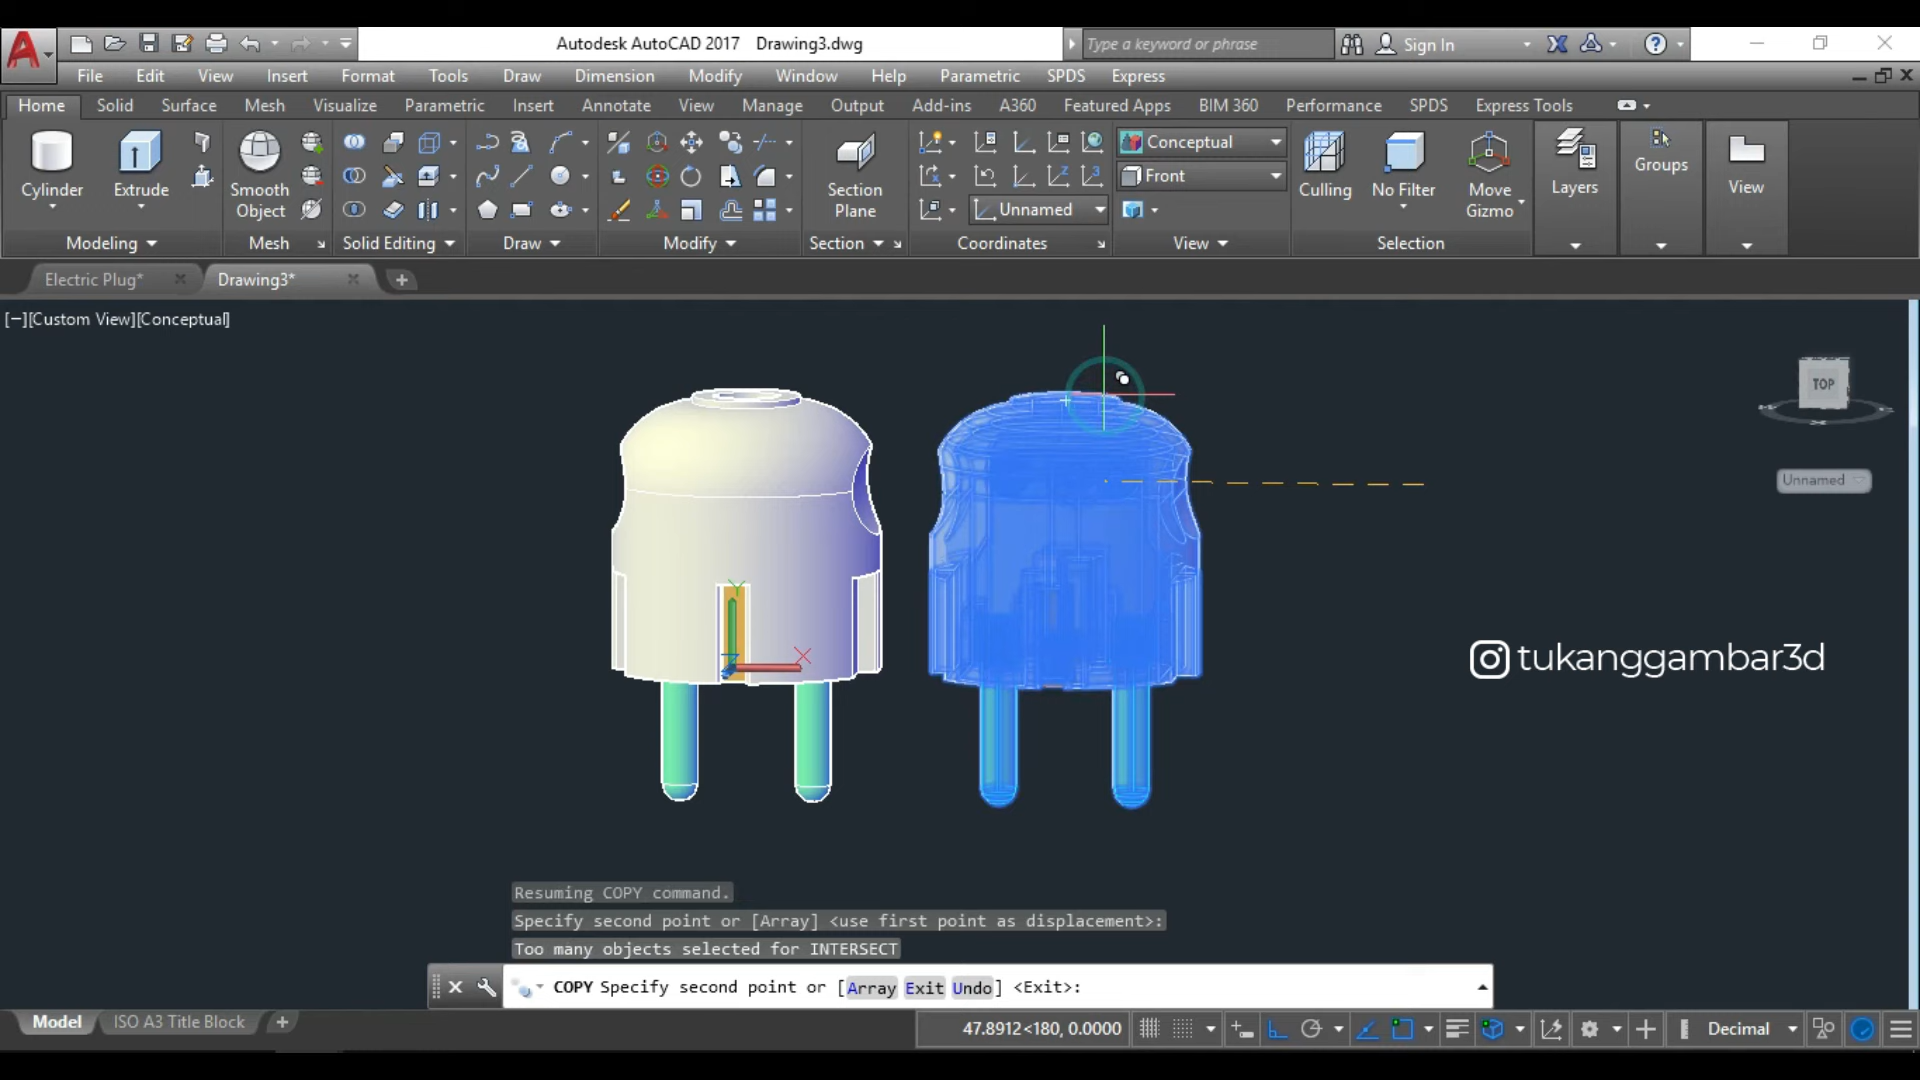 Autodesk AutoCAD 2017 Drawing3.dwg
Type a keyword or phrase
Sign In
File Edit View Insert Format Tools Draw Dimension Modify Window Help Parametric SPDS Express
Home Solid Surface Mesh Visualize Parametric Insert Annotate View Manage Output Add-ins A360 Featured Apps BIM 360 Performance SPDS Express Tools
Cylinder
Extrude
Smooth Object
Section Plane
Conceptual
Front
Unnamed
Culling
No Filter
Move Gizmo
Layers
Groups
View
Modeling Mesh Solid Editing Draw Modify Section Coordinates View Selection
Electric Plug* Drawing3*
[−][Custom View][Conceptual]
TOP
Unnamed
Y
X
Z
tukanggambar3d
Resuming COPY command.
Specify second point or [Array] <use first point as displacement>:
Too many objects selected for INTERSECT
COPY Specify second point or [Array Exit Undo] <Exit>:
Model ISO A3 Title Block
47.8912<180, 0.0000
Decimal